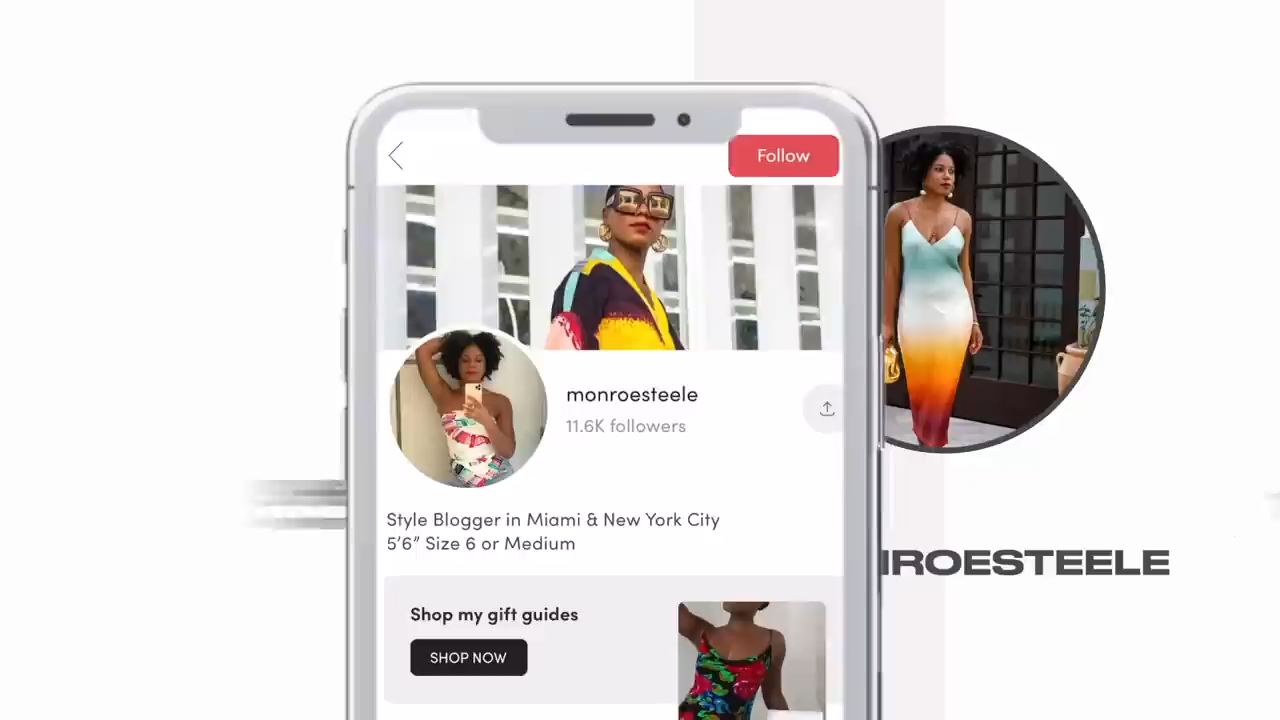 Follow
monroesteele
11.6K followers
Style Blogger in Miami & New York City
5’6” Size 6 or Medium
Shop my gift guides
SHOP NOW
ROESTEELE